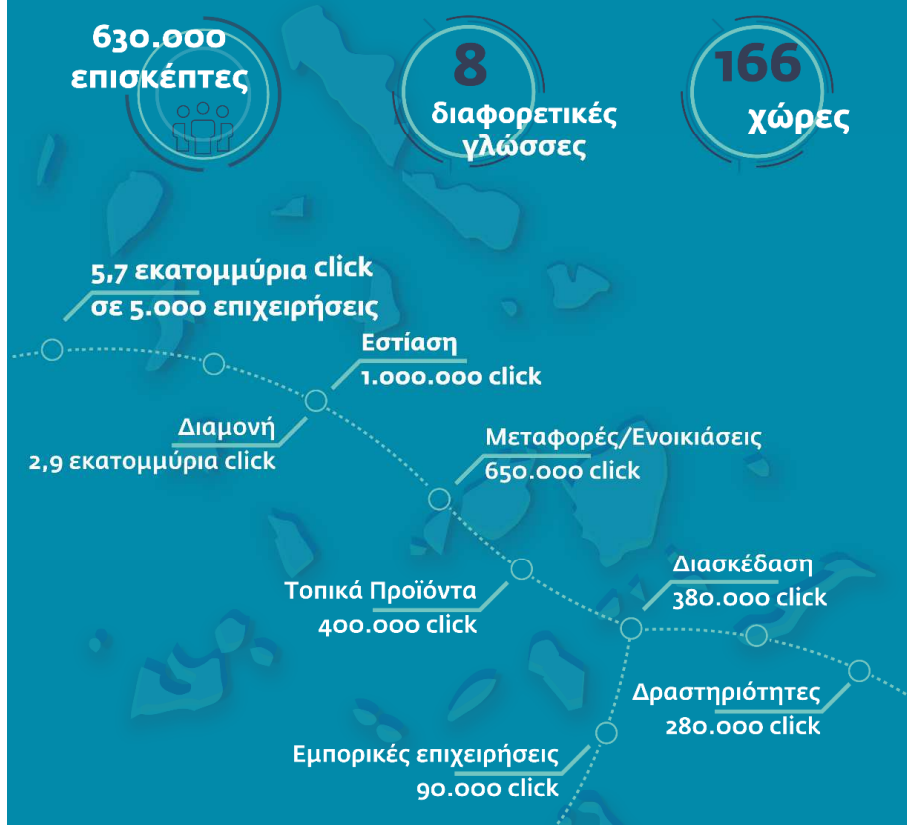 630.000
επισκέπτες
8
διαφορετικές
γλώσσες
166
χώρες
5,7 εκατομμύρια click
σε 5.000 επιχειρήσεις
Εστίαση
1.000.000 click
Διαμονή
2,9 εκατομμύρια click
Μεταφορές/Ενοικιάσεις
650.000 click
Διασκέδαση
380.000 click
Τοπικά Προϊόντα
400.000 click
Δραστηριότητες
280.000 click
Εμπορικές επιχειρήσεις
90.000 click